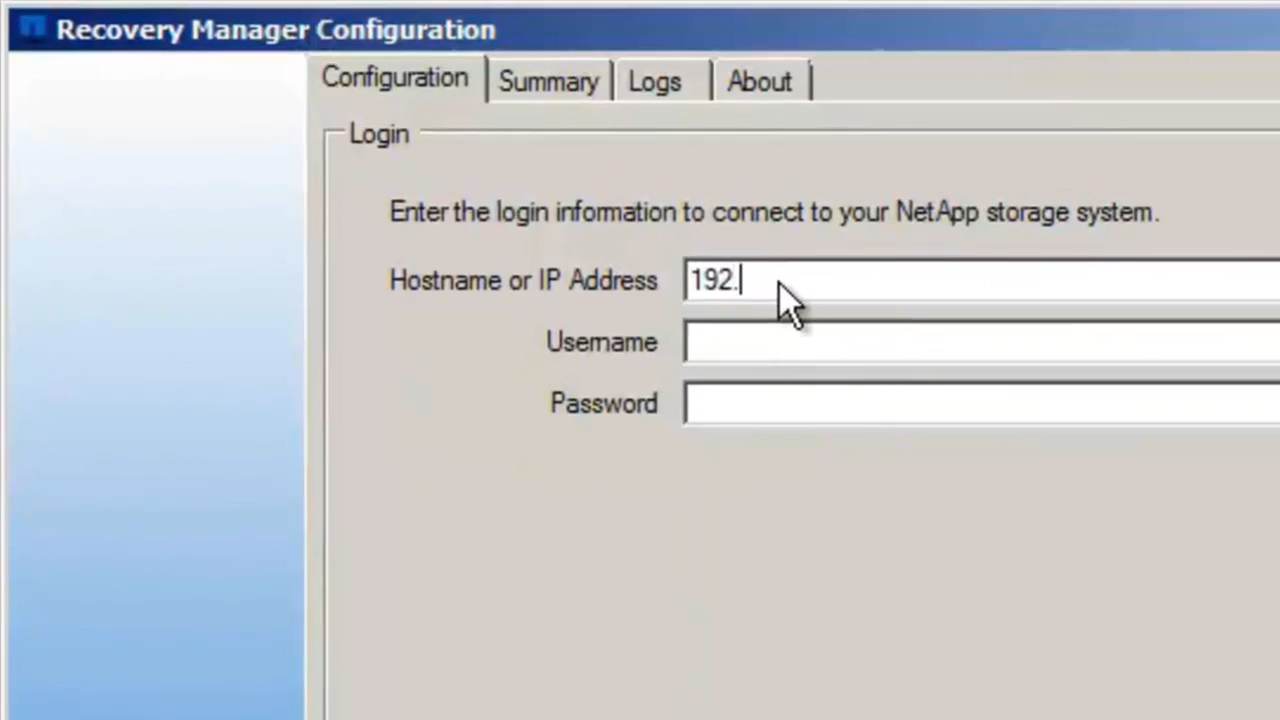 Recovery Manager Configuration
Configuration Summary Logs About
Login
Enter the login information to connect to your NetApp storage system.
Hostname or IP Address 192.
Username
Password